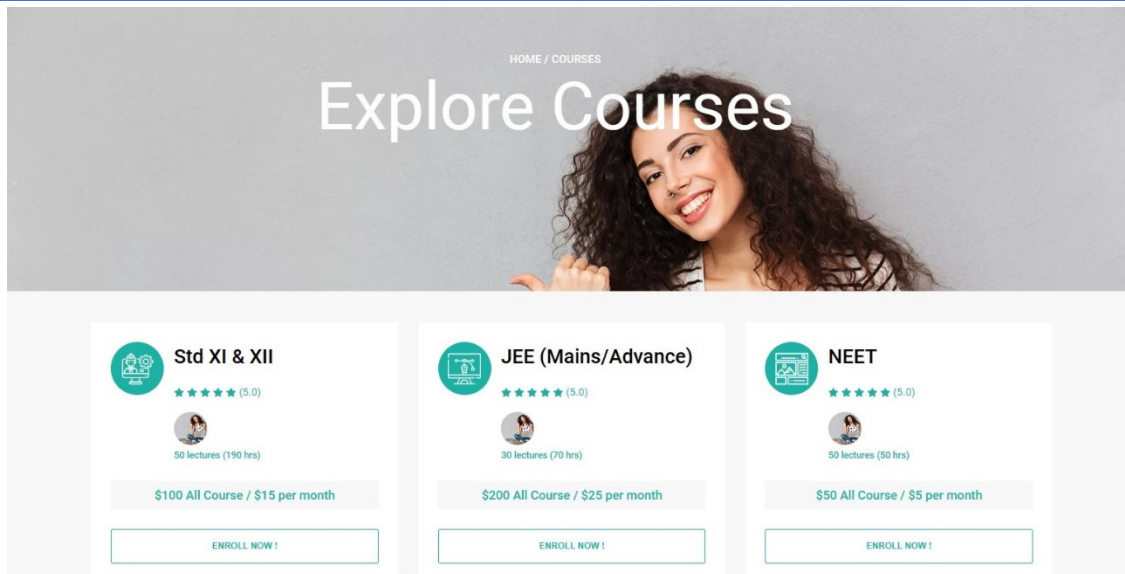 HOME / COURSES
Explore Courses
Std XI & XII
(5.0)
50 lectures (190 hrs)
$100 All Course / $15 per month
ENROLL NOW !
JEE (Mains/Advance)
(5.0)
30 lectures (70 hrs)
$200 All Course / $25 per month
ENROLL NOW !
NEET
(5.0)
50 lectures (50 hrs)
$50 All Course / $5 per month
ENROLL NOW !